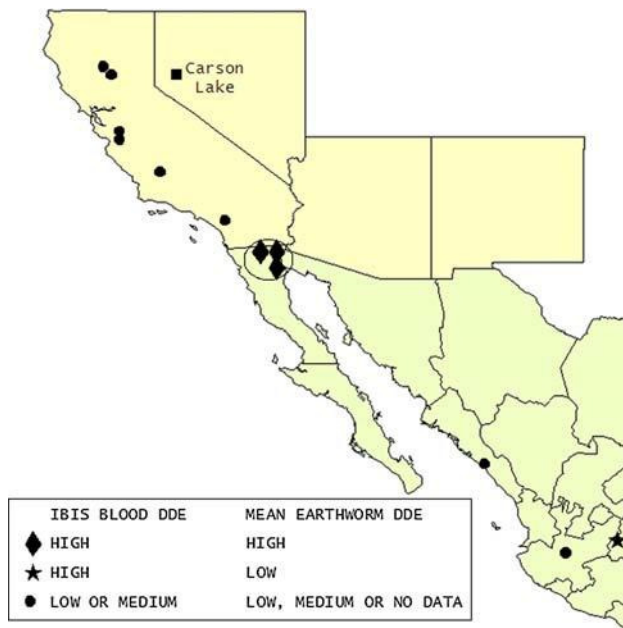 Carson
Lake
IBIS BLOOD DDE MEAN EARTHWORM DDE
HIGH HIGH
HIGH LOW
LOW OR MEDIUM LOW, MEDIUM OR NO DATA